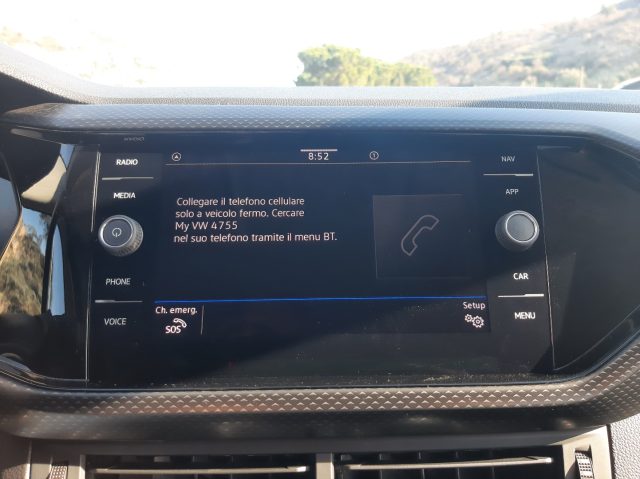 RADIO
8:52
NAV
MEDIA
APP
Collegare il telefono cellulare
solo a veicolo fermo. Cercare
My VW 4755
nel suo telefono tramite il menu BT.
PHONE
CAR
Ch. emerg.
SOS
Setup
VOICE
MENU